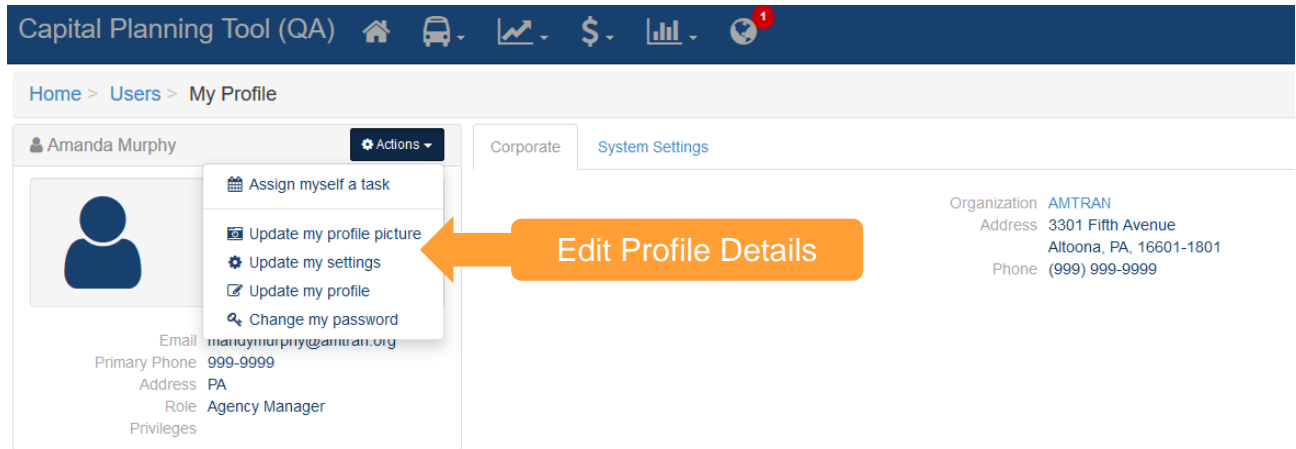 Capital Planning Tool (QA)
1
Home > Users > My Profile
Amanda Murphy
Actions
Assign myself a task
Update my profile picture
Update my settings
Update my profile
Change my password
Email mandymurphy@amtran.org
Primary Phone 999-9999
Address PA
Role Agency Manager
Privileges
Edit Profile Details
Corporate System Settings
Organization AMTRAN
Address 3301 Fifth Avenue
Altoona, PA, 16601-1801
Phone (999) 999-9999